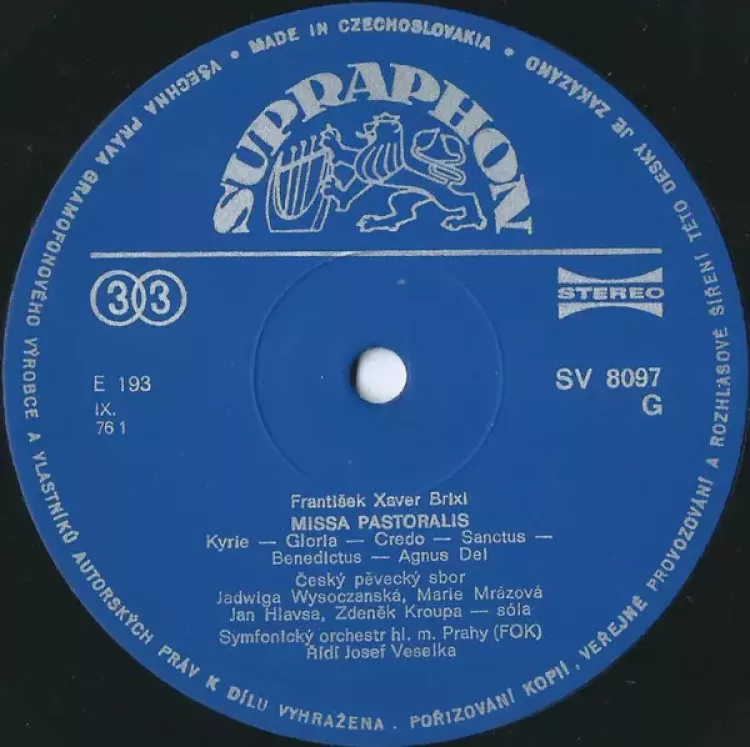 • MADE IN CZECHOSLOVAKIA •
VŠECHNA PRÁVA GRAMOFONOVÉHO VÝROBCE A VLASTNÍKŮ AUTORSKÝCH PRÁV K DÍLU VYHRAŽENA. POŘIZOVÁNÍ KOPIÍ, VEŘEJNÉ PROVOZOVÁNÍ A ROZHLASOVÉ ŠÍŘENÍ TÉTO DESKY JE ZAKÁZÁNO
SUPRAPHON
33
STEREO
E 193
SV 8097
IX.
G
76 1
František Xaver Brixi
MISSA PASTORALIS
Kyrie — Gloria — Credo — Sanctus —
Benedictus — Agnus Dei
Český pěvecký sbor
Jadwiga Wysoczanská, Marie Mrázová
Jan Hlavsa, Zdeněk Kroupa — sóla
Symfonický orchestr hl. m. Prahy (FOK)
Řídí Josef Veselka